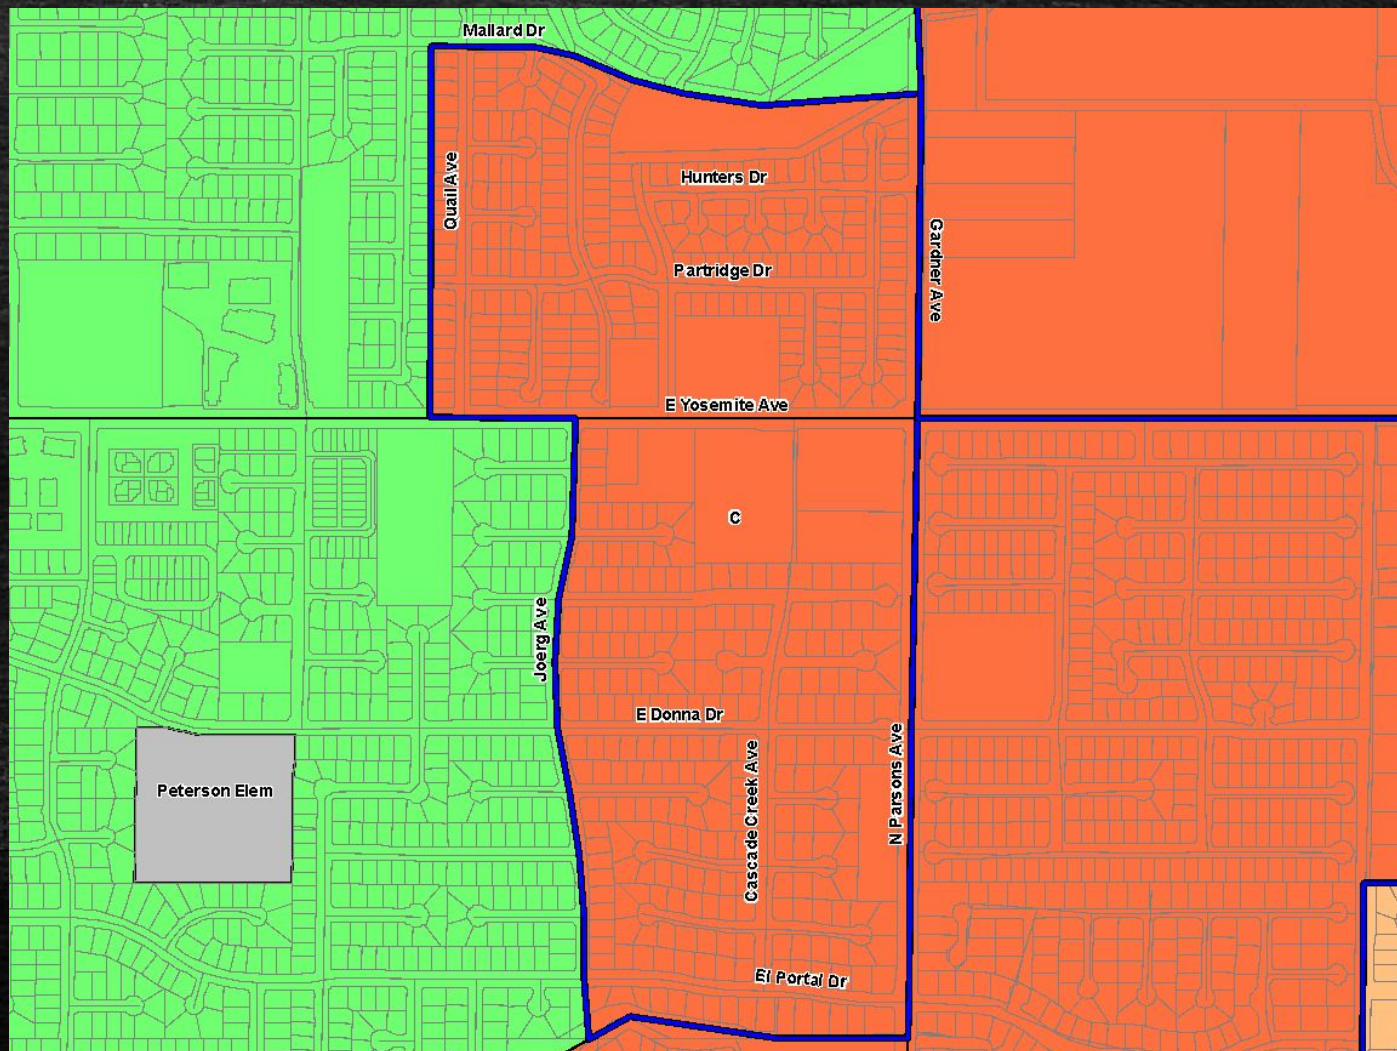 Mallard Dr
Quail Ave
Hunters Dr
Partridge Dr
Gardner Ave
E Yosemite Ave
C
Joerg Ave
E Donna Dr
Peterson Elem
Cascade Creek Ave
N Parsons Ave
El Portal Dr